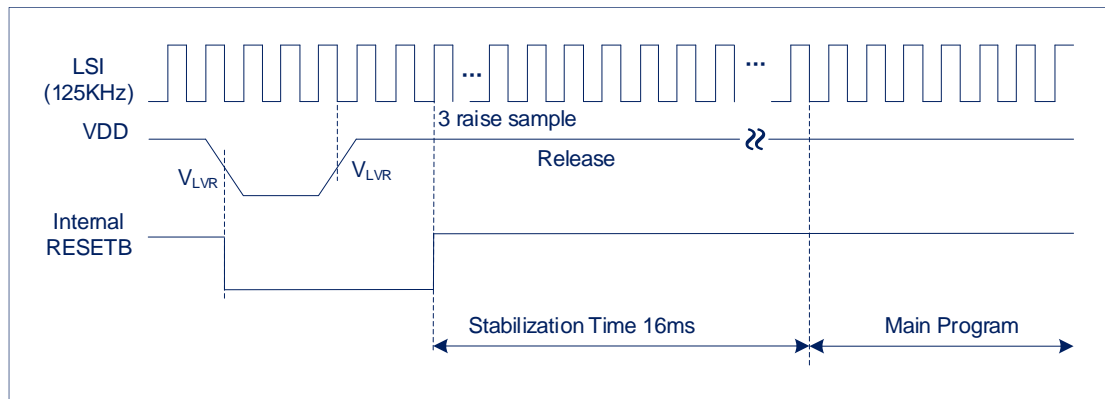 LSI
(125KHz)
...
...
3 raise sample
VDD
Release
VLVR
VLVR
Internal
RESETB
Stabilization Time 16ms
Main Program